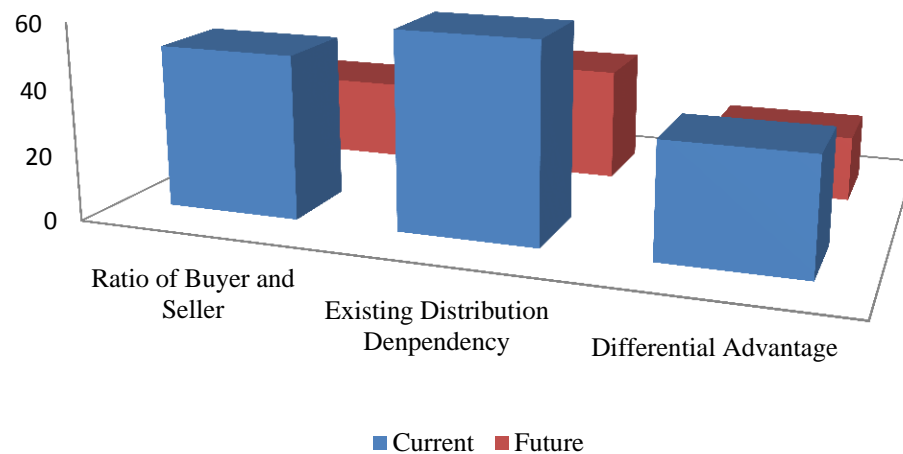 60
40
20
0
Ratio of Buyer and
Seller
Existing Distribution
Denpendency
Differential Advantage
Current Future